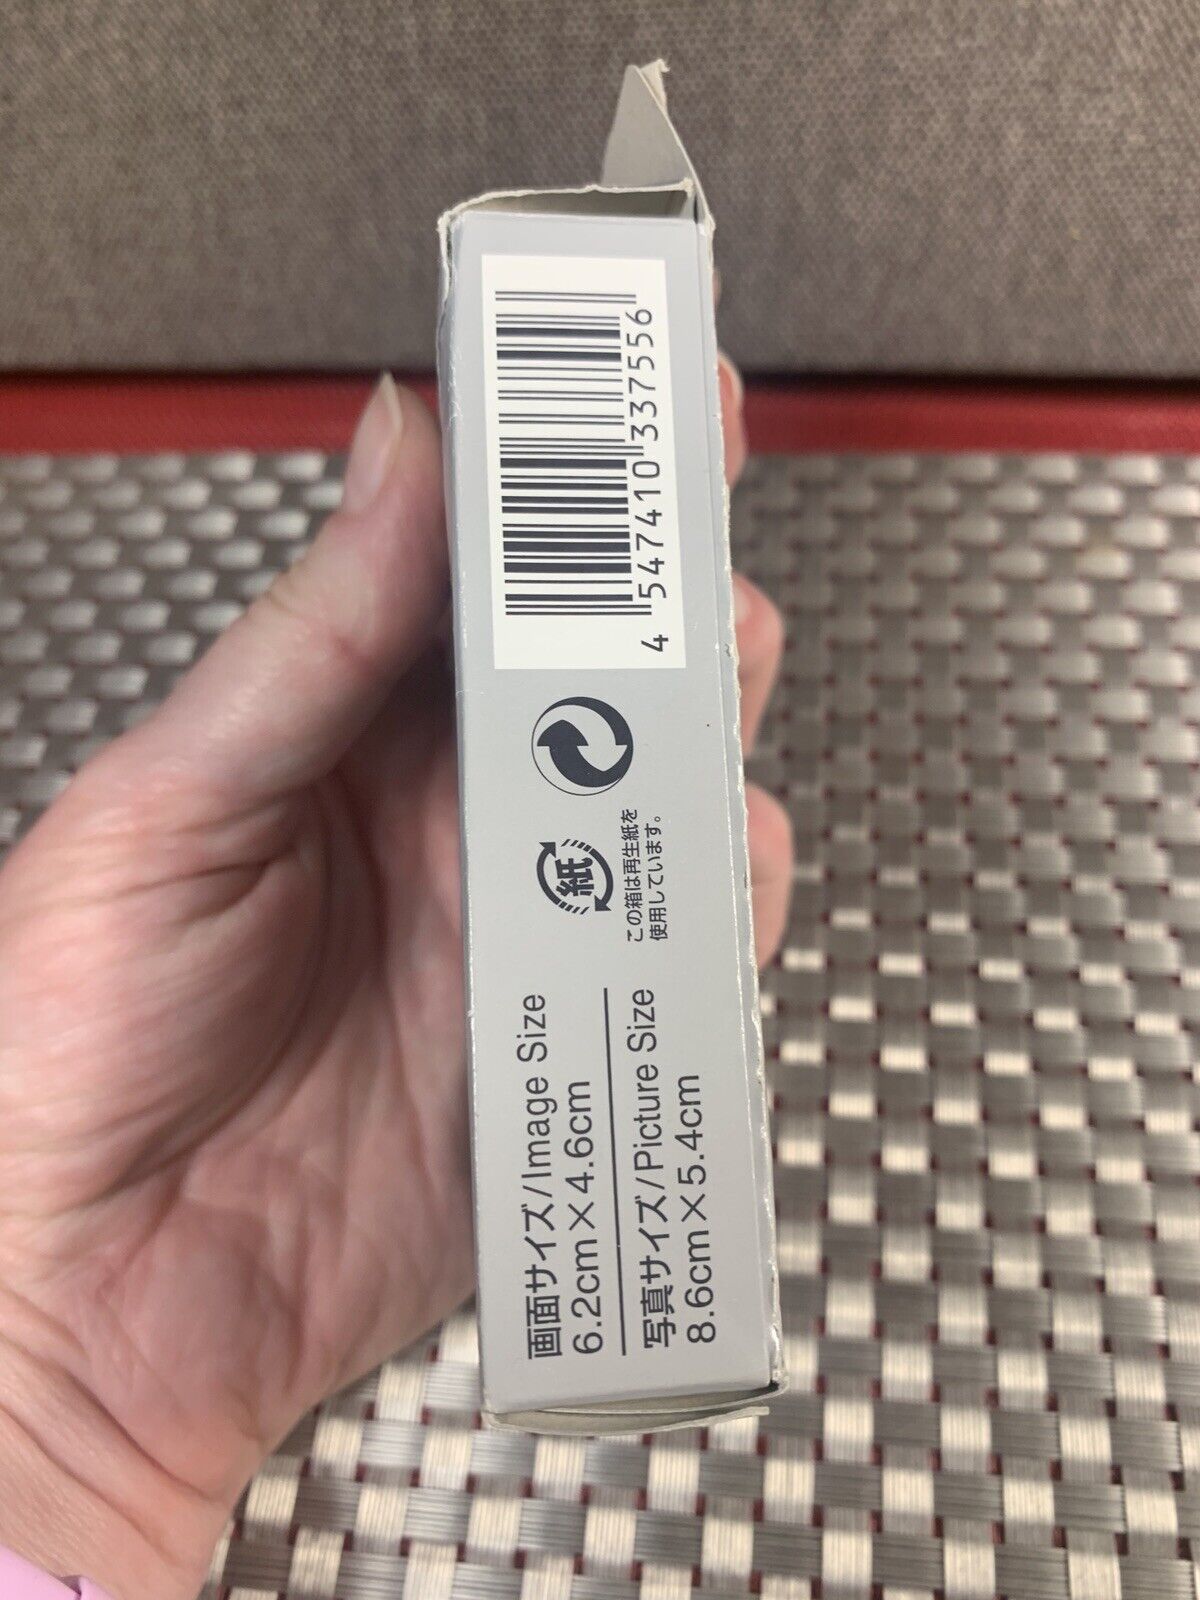 4 547410 337556
紙
この箱は再生紙を
使用しています。
画面サイズ/Image Size
6.2cm×4.6cm
写真サイズ/Picture Size
8.6cm×5.4cm